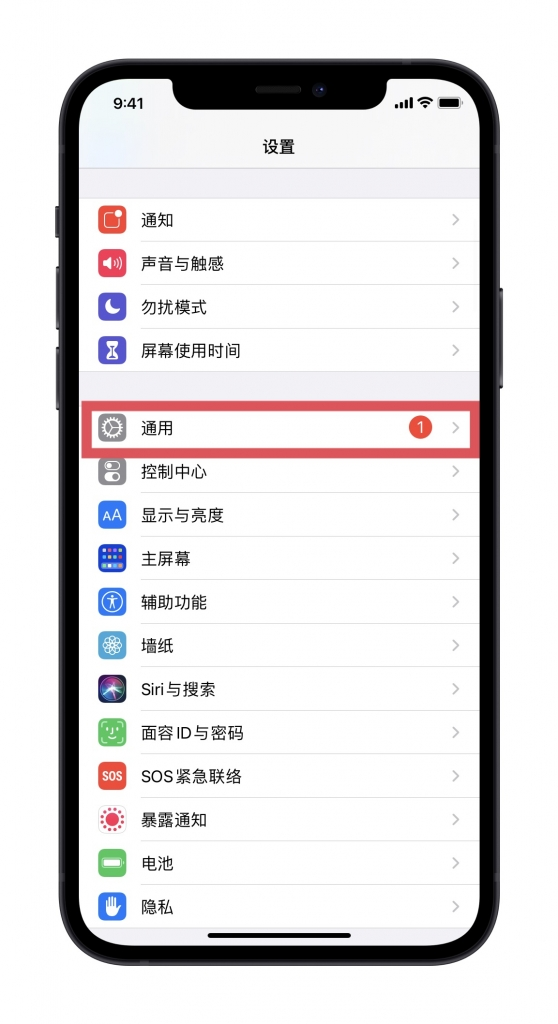 9:41
设置
通知
声音与触感
勿扰模式
屏幕使用时间
通用 1
控制中心
AA 显示与亮度
主屏幕
辅助功能
墙纸
Siri与搜索
面容ID与密码
SOS SOS紧急联络
暴露通知
电池
隐私